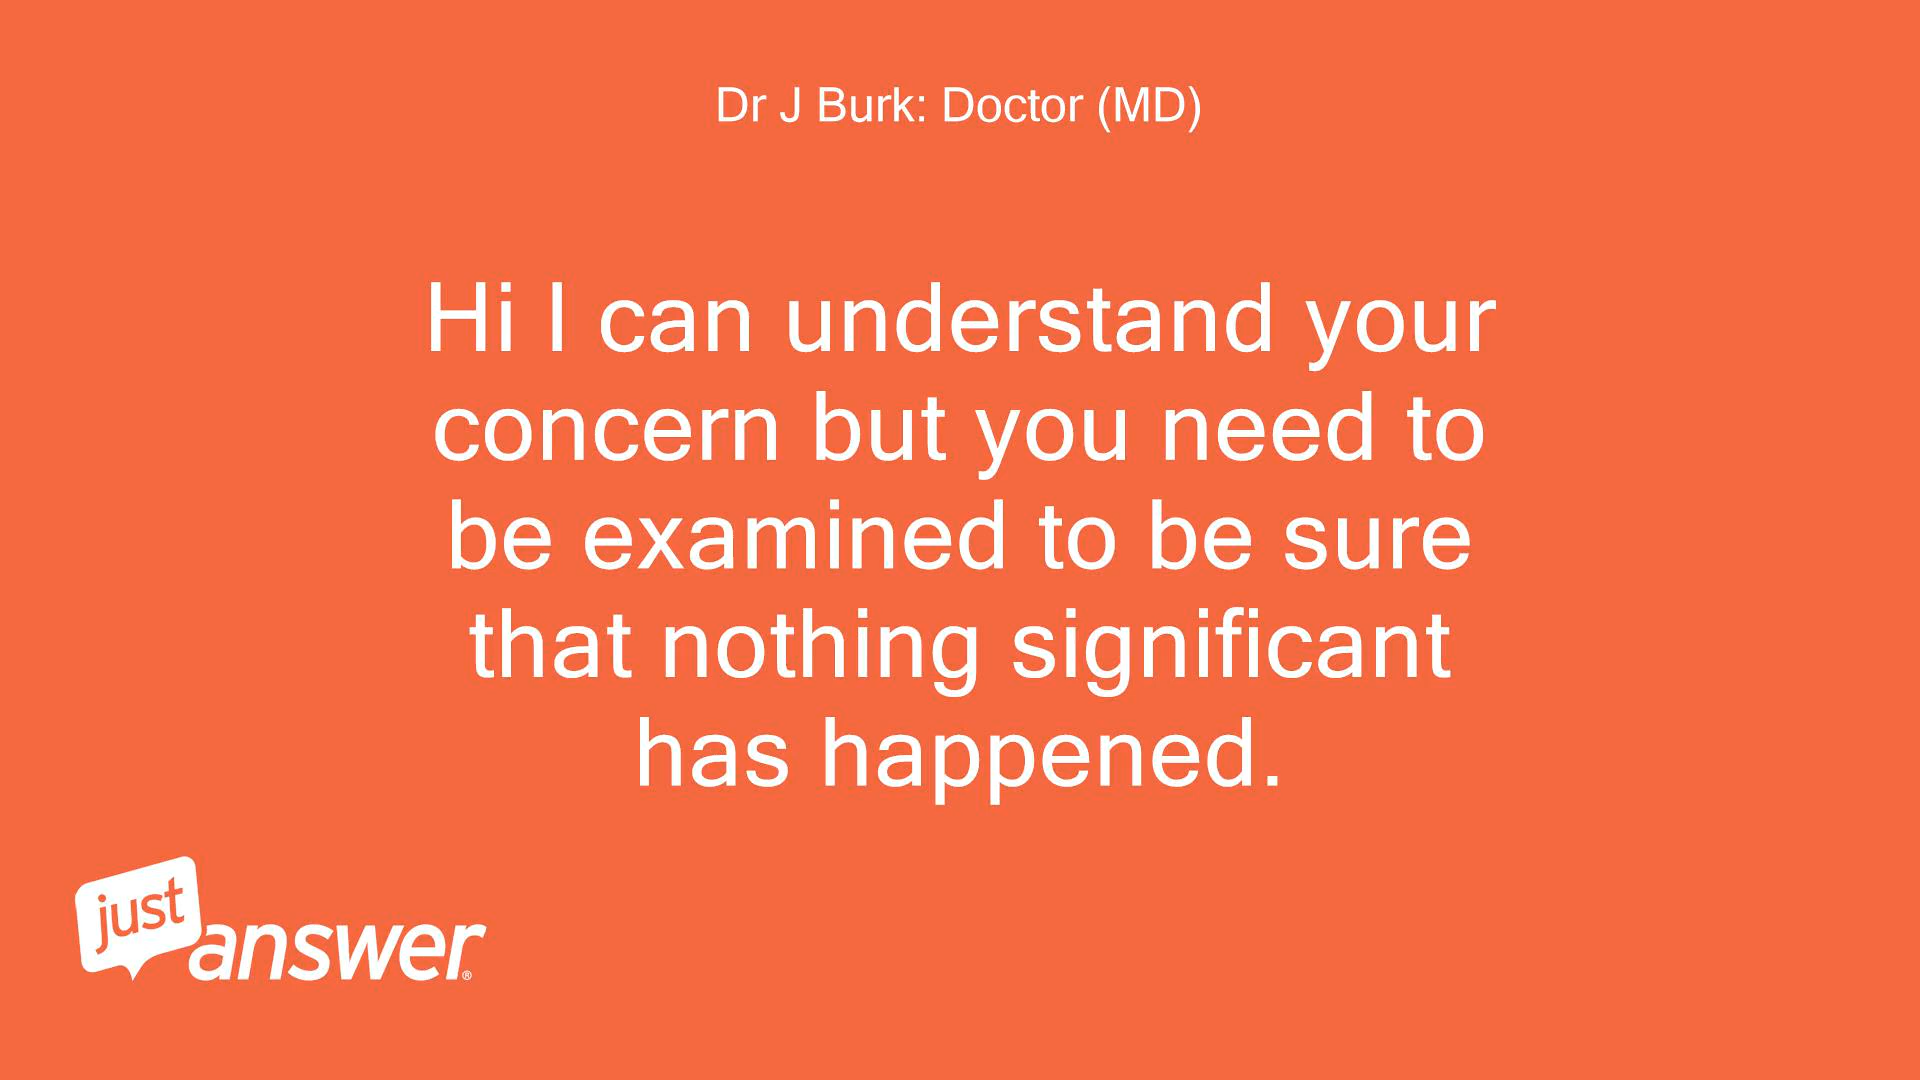 Dr J Burk: Doctor (MD)
Hi I can understand your
concern but you need to
be examined to be sure
that nothing significant
has happened.
just
answer®